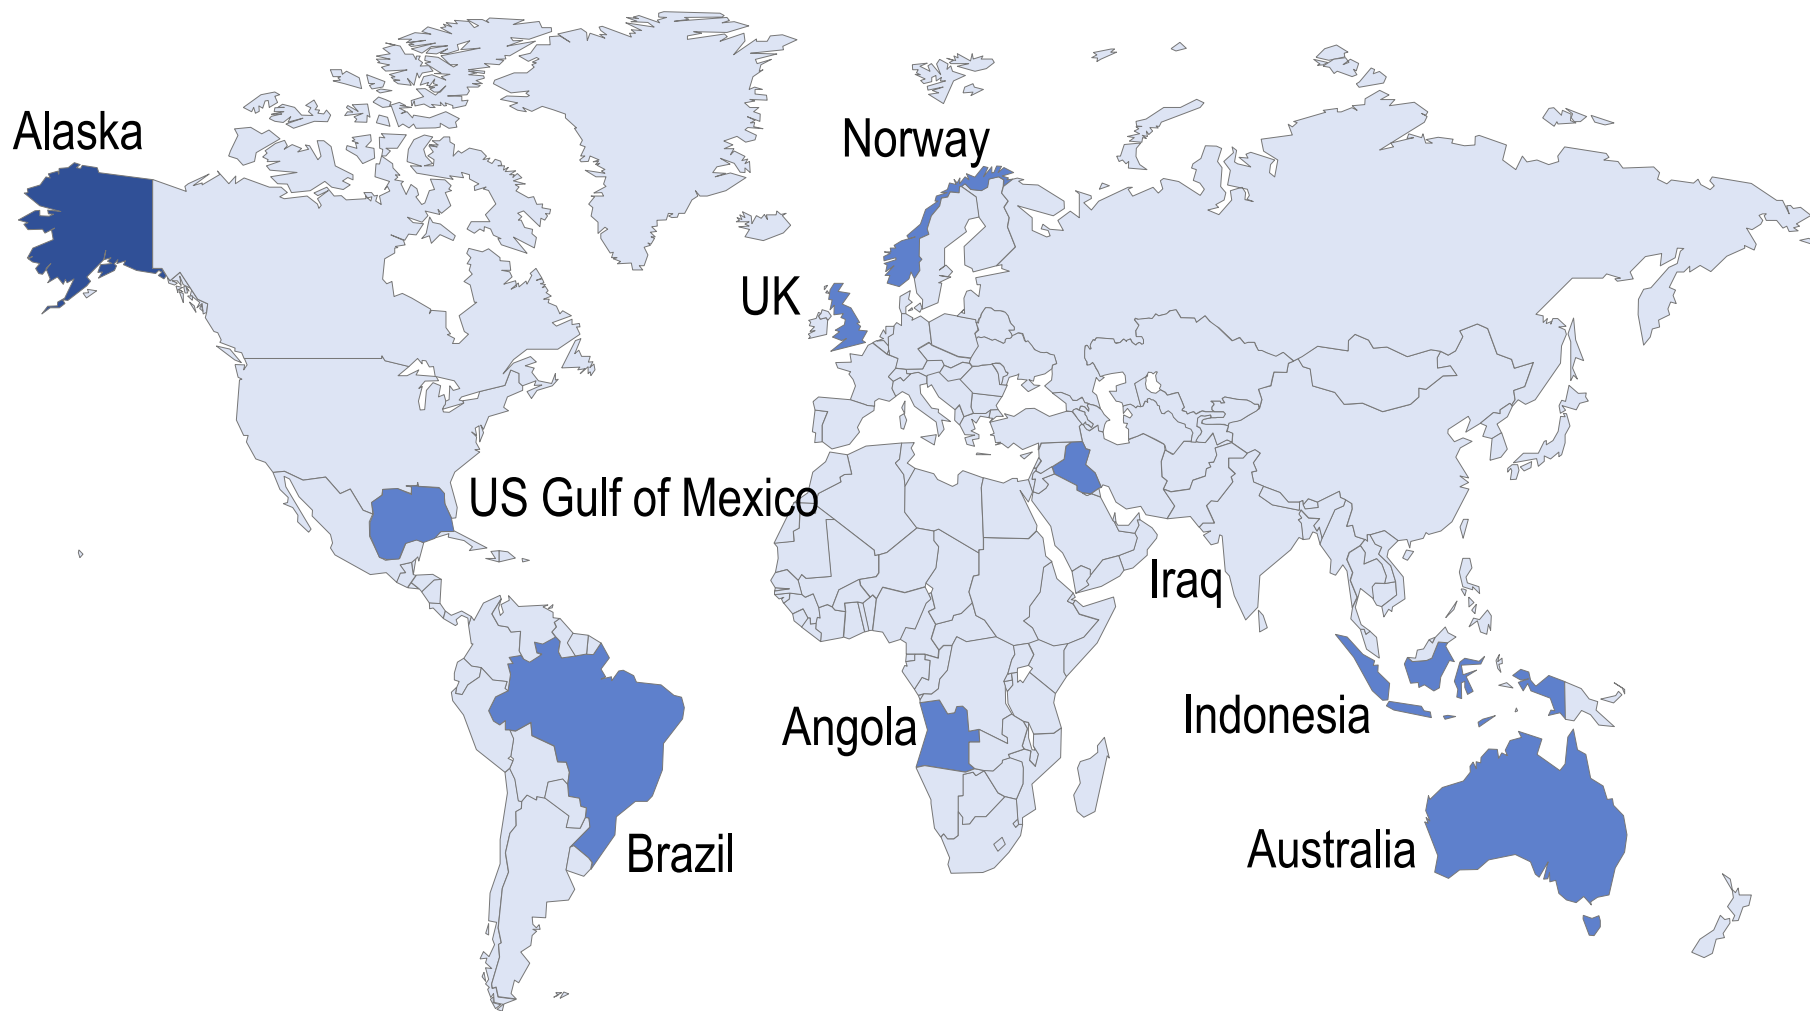 Alaska
Norway
UK
US Gulf of Mexico
Iraq
Indonesia
Angola
Australia
Brazil